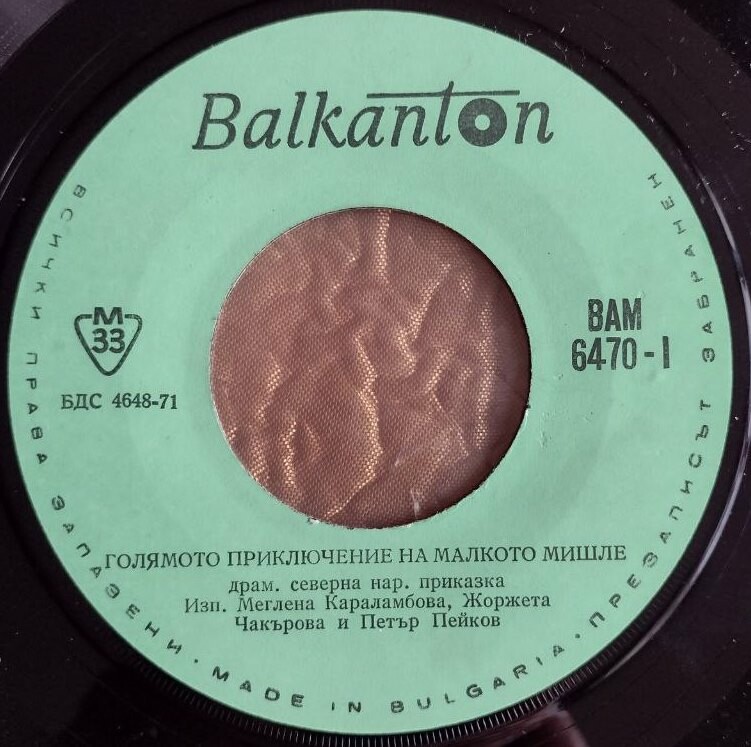 Balkanton
ВСИЧКИ ПРАВА ЗАПАЗЕНИ · MADE IN BULGARIA · ПРЕЗАПИСЪТ ЗАБРАНЕН
М
33
БДС 4648-71
ВАМ
6470-I
ГОЛЯМОТО ПРИКЛЮЧЕНИЕ НА МАЛКОТО МИШЛЕ
драм. северна нар. приказка
Изп. Меглена Караламбова, Жоржета
Чакърова и Петър Пейков